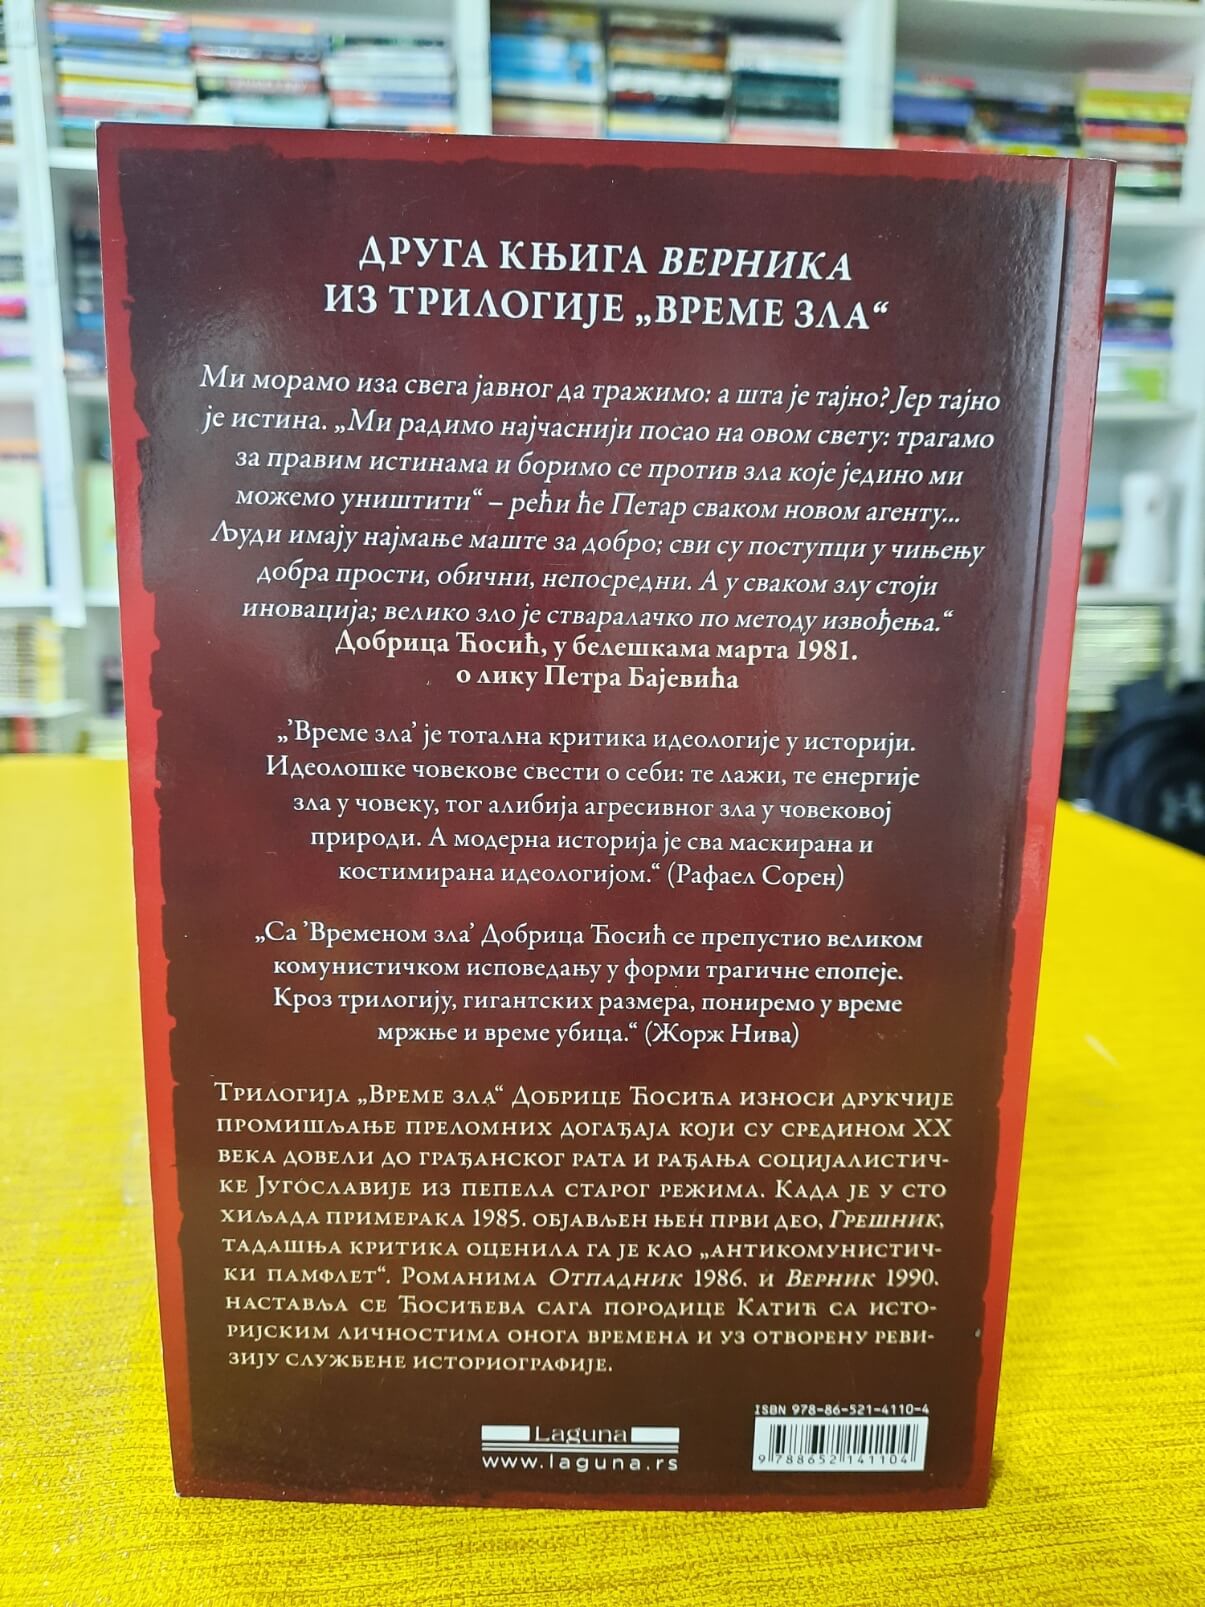 ДРУГА КЊИГА ВЕРНИКА
ИЗ ТРИЛОГИЈЕ „ВРЕМЕ ЗЛА“
Ми морамо иза свега јавног да тражимо: а шта је тајно? Јер тајно
је истина. „Ми радимо најчаснији посао на овом свету: трагамо
за правим истинама и боримо се против зла које једино ми
можемо уништити“ – рећи ће Петар сваком новом агенту...
Људи имају најмање маште за добро; сви су поступци у чињењу
добра прости, обични, непосредни. А у сваком злу стоји
иновација; велико зло је стваралачко по методу извођења.“
Добрица Ћосић, у белешкама марта 1981.
о лику Петра Бајевића
„’Време зла’ је тотална критика идеологије у историји.
Идеолошке човекове свести о себи: те лажи, те енергије
зла у човеку, тог алибија агресивног зла у човековој
природи. А модерна историја је сва маскирана и
костимирана идеологијом.“ (Рафаел Сорен)
„Са ’Временом зла’ Добрица Ћосић се препустио великом
комунистичком исповедању у форми трагичне епопеје.
Кроз трилогију, гигантских размера, пониремо у време
мржње и време убица.“ (Жорж Нива)
Трилогија „Време зла“ Добрице Ћосића износи друкчије
промишљање преломних догађаја који су средином XX
века довели до грађанског рата и рађања социјалистич-
ке Југославије из пепела старог режима. Када је у сто
хиљада примерака 1985. објављен њен први део, Грешник,
тадашња критика оценила га је као „антикомунистич-
ки памфлет“. Романима Отпадник 1986. и Верник 1990.
наставља се Ћосићева сага породице Катић са исто-
ријским личностима онога времена и уз отворену реви-
зију службене историографије.
ISBN 978-86-521-4110-4
Laguna
www.laguna.rs
9 788652 141104